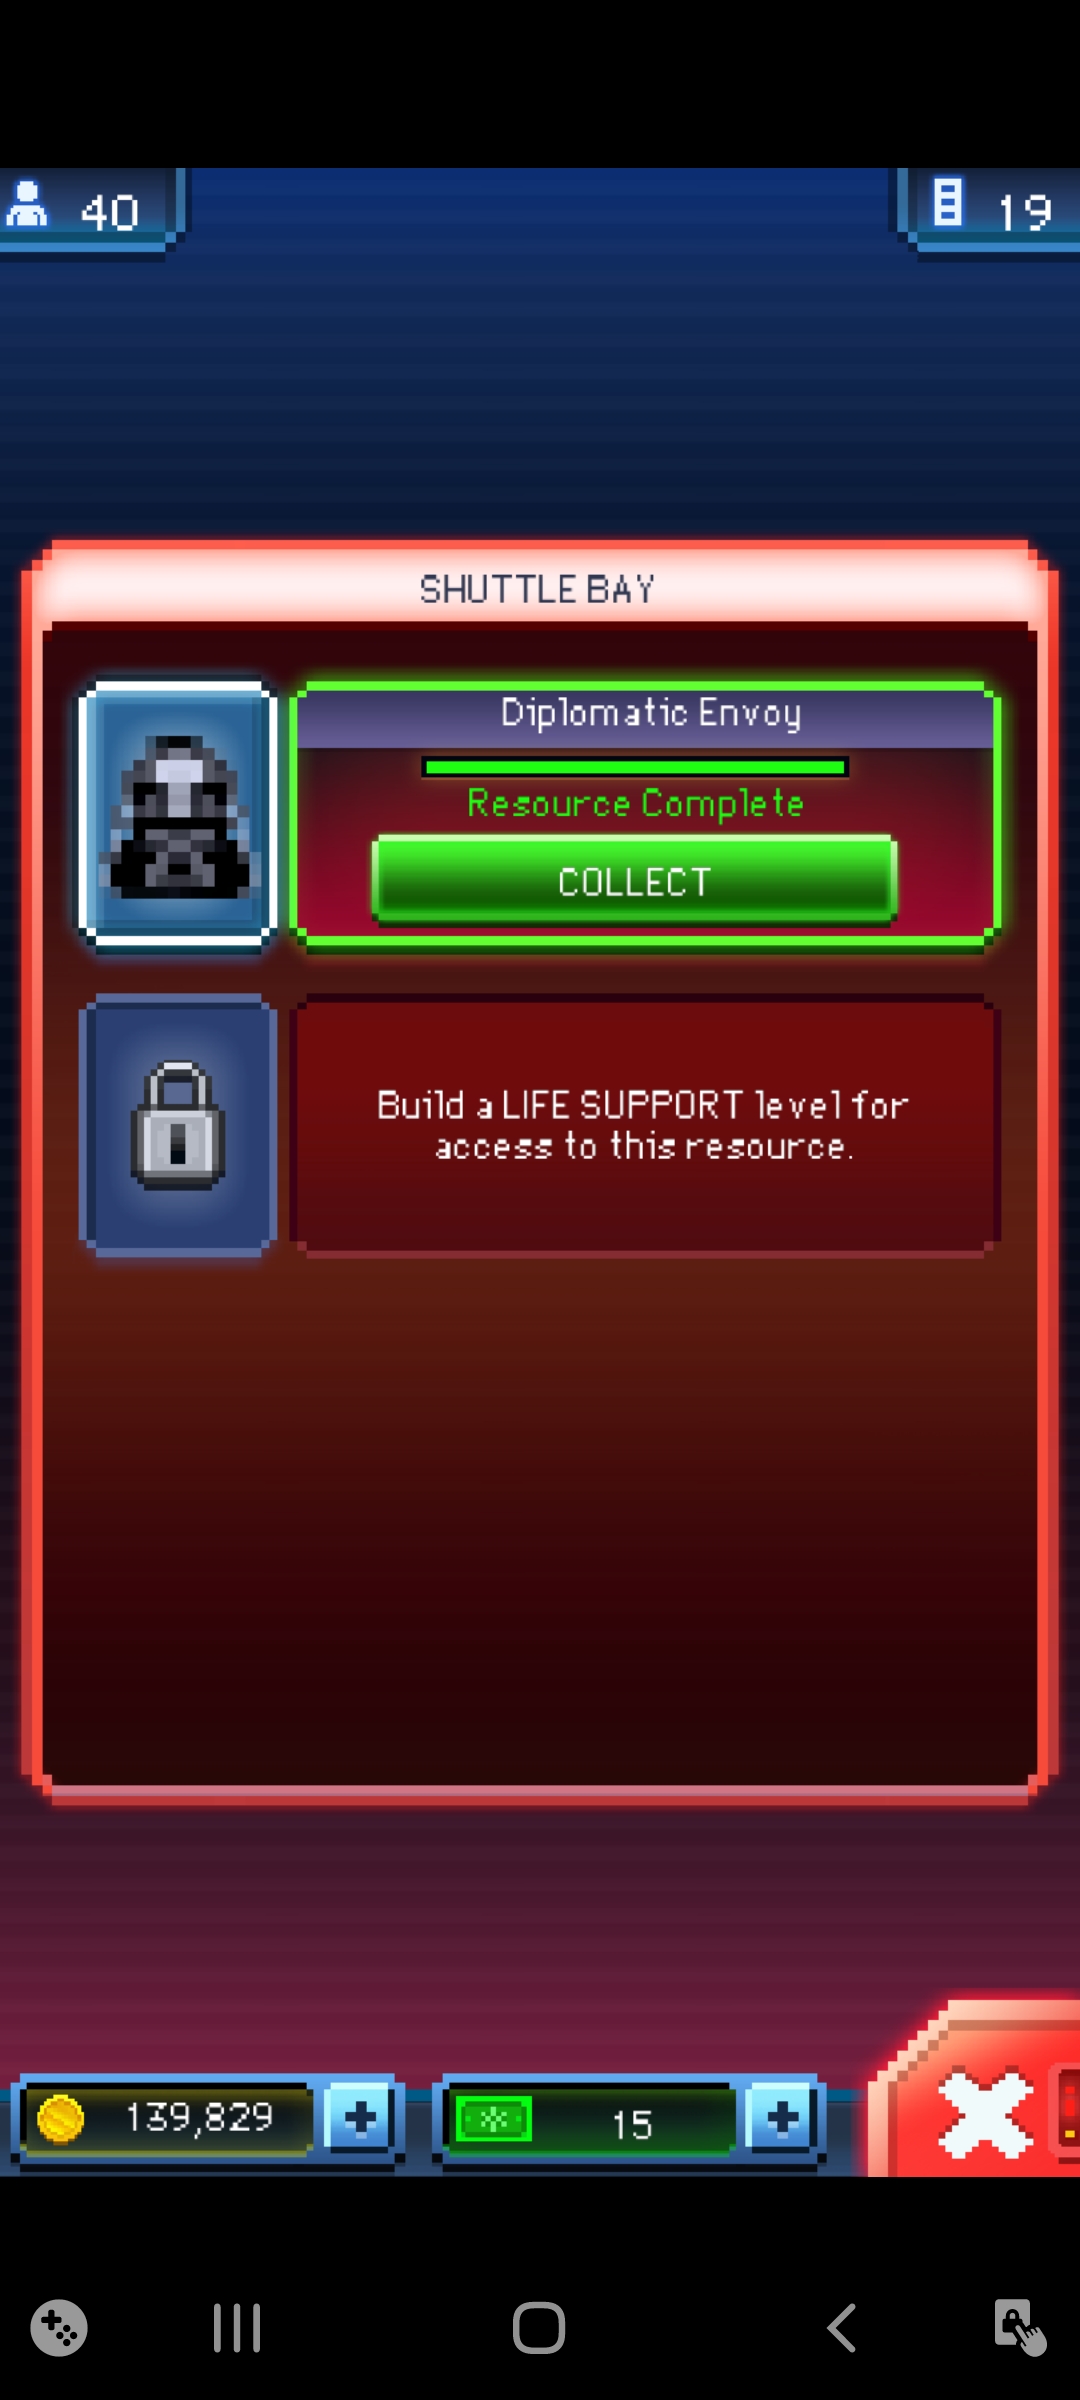 40
19
SHUTTLE BAY
Diplomatic Envoy
Resource Complete
COLLECT
Build a LIFE SUPPORT level for
access to this resource.
139,829
15